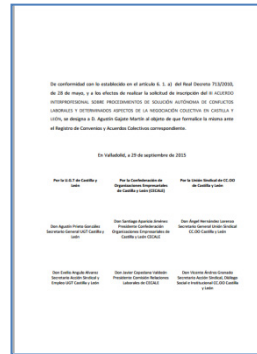 De conformidad con lo establecido en el artículo 6. 1. a) del Real Decreto 713/2010,
de 28 de mayo, y a los efectos de realizar la solicitud de inscripción del III ACUERDO
INTERPROFESIONAL SOBRE PROCEDIMIENTOS DE SOLUCIÓN AUTÓNOMA DE CONFLICTOS
LABORALES Y DETERMINADOS ASPECTOS DE LA NEGOCIACIÓN COLECTIVA EN CASTILLA Y
LEÓN, se designa a D. Agustín Gajate Martín al objeto de que formalice la misma ante
el Registro de Convenios y Acuerdos Colectivos correspondiente.
En Valladolid, a 29 de septiembre de 2015
Por la U.G.T de Castilla y
León
Por la Confederación de
Organizaciones Empresariales
de Castilla y León (CECALE)
Por la Unión Sindical de CC.OO
de Castilla y León
Don Agustín Prieto González
Secretario General UGT Castilla y
León
Don Santiago Aparicio Jiménez
Presidente Confederación
Organizaciones Empresariales de
Castilla y León CECALE
Don Ángel Hernández Lorenzo
Secretario General Unión Sindical
CC.OO Castilla y León
Don Evelio Angulo Álvarez
Secretario Acción Sindical y
Empleo UGT Castilla y León
Don Javier Cepedano Valdeón
Presidente Comisión Relaciones
Laborales de CECALE
Don Vicente Andrés Granado
Secretario Acción Sindical, Diálogo
Social e Institucional CC.OO Castilla
y León